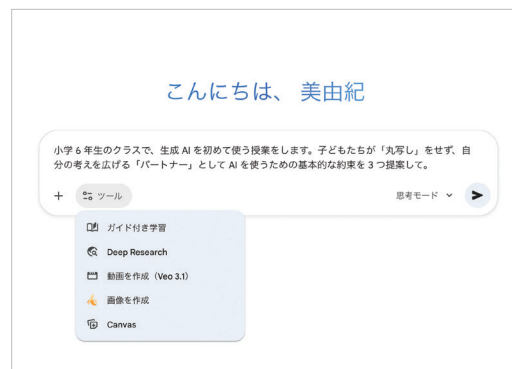 こんにちは、 美由紀
小学 6 年生のクラスで、生成 AI を初めて使う授業をします。子どもたちが「丸写し」をせず、自
分の考えを広げる「パートナー」として AI を使うための基本的な約束を 3 つ提案して。
ツール
思考モード
ガイド付き学習
Deep Research
動画を作成（Veo 3.1）
画像を作成
Canvas